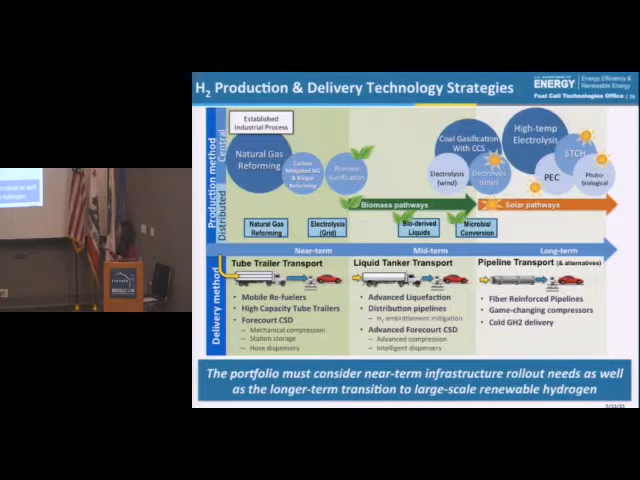 H2 Production & Delivery Technology Strategies
U.S. DEPARTMENT OF
ENERGY
Energy Efficiency &
Renewable Energy
Fuel Cell Technologies Office |
Production method
Distributed
Central
Established
Industrial Process
Natural Gas
Reforming
Carbon
Mitigated NG
& Biogas
Reforming
Biomass
Gasification
Coal Gasification
With CCS
Electrolysis
(wind)
Electrolysis
(solar)
High-temp
Electrolysis
PEC
STCH
Photo-
biological
Biomass pathways
Solar pathways
Natural Gas
Reforming
Electrolysis
(Grid)
Bio-derived
Liquids
Microbial
Conversion
Near-term
Mid-term
Long-term
Delivery method
Tube Trailer Transport
• Mobile Re-fuelers
• High Capacity Tube Trailers
• Forecourt CSD
– Mechanical compression
– Station storage
– Hose dispensers
Liquid Tanker Transport
• Advanced Liquefaction
• Distribution pipelines
– H2 embrittlement mitigation
• Advanced Forecourt CSD
– Advanced compression
– Intelligent dispensers
Pipeline Transport (& alternatives)
• Fiber Reinforced Pipelines
• Game-changing compressors
• Cold GH2 delivery
The portfolio must consider near-term infrastructure rollout needs as well
as the longer-term transition to large-scale renewable hydrogen